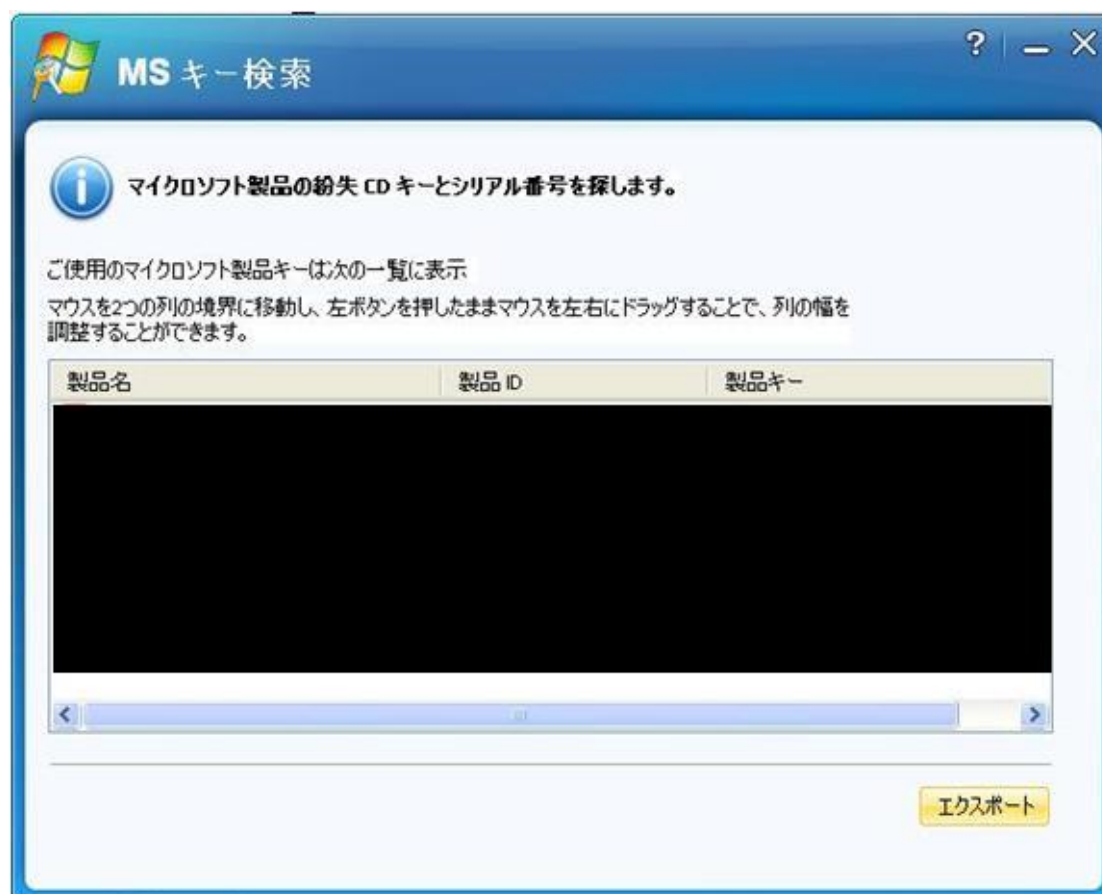 MS キー検索
?
マイクロソフト製品の紛失 CD キーとシリアル番号を探します。
ご使用のマイクロソフト製品キーは次の一覧に表示
マウスを2つの列の境界に移動し、左ボタンを押したままマウスを左右にドラッグすることで、列の幅を
調整することができます。
製品名 製品 ID 製品キー
エクスポート